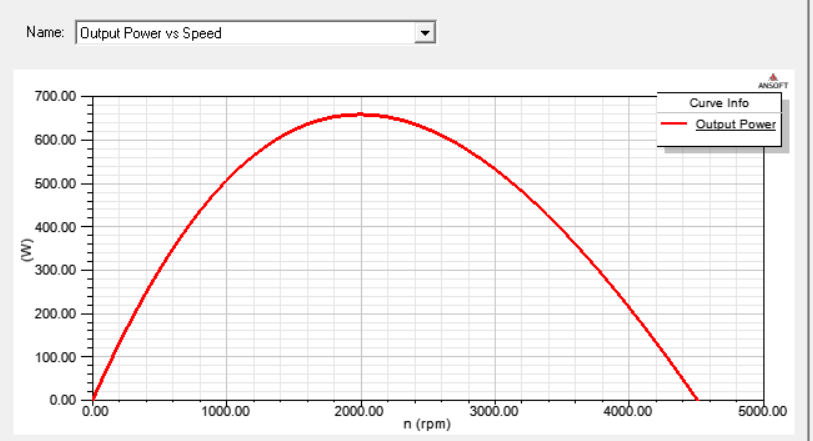 Name: Output Power vs Speed
ANSOFT
Curve Info
Output Power
700.00
600.00
500.00
400.00
300.00
200.00
100.00
0.00
(W)
0.00 1000.00 2000.00 3000.00 4000.00 5000.00
n (rpm)